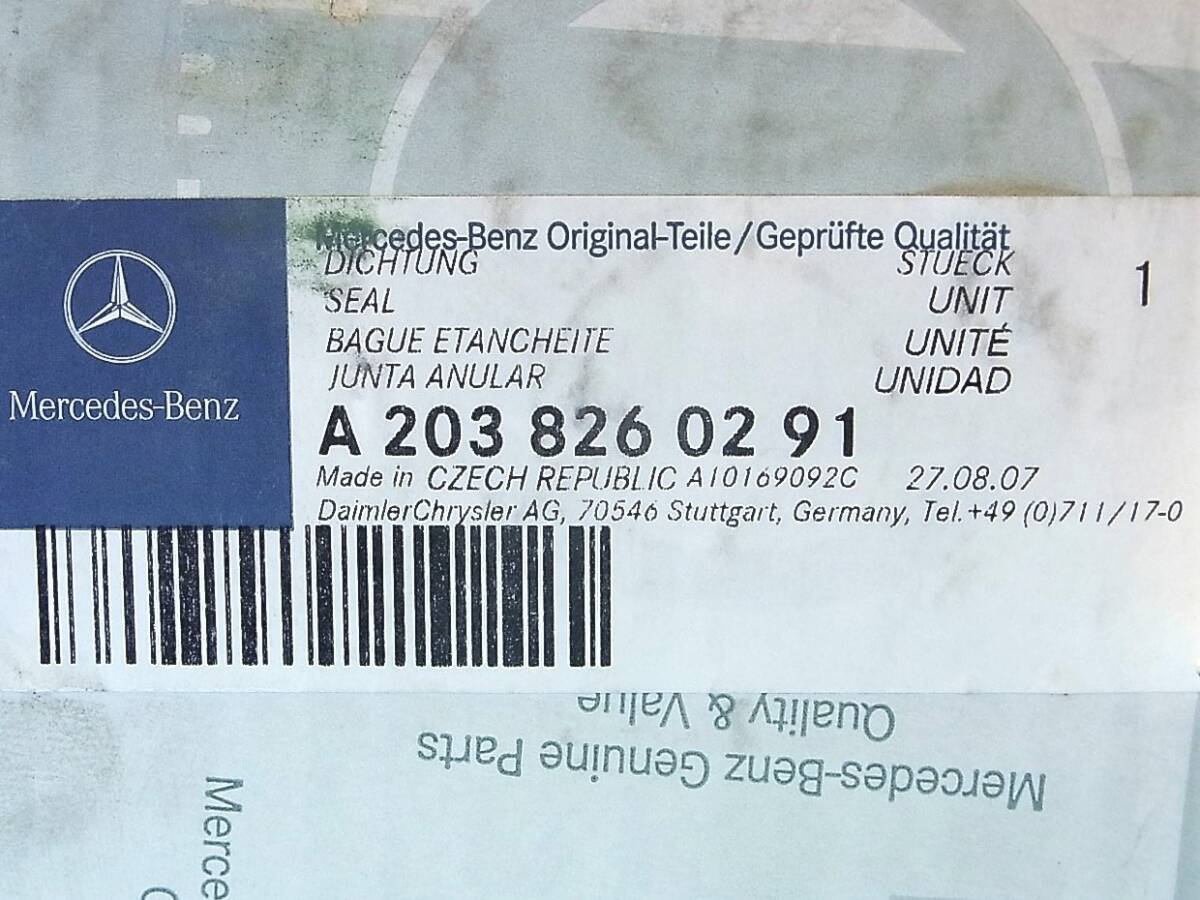 Mercedes-Benz Original-Teile/Geprüfte Qualität
DICHTUNG STUECK 1
SEAL UNIT
BAGUE ETANCHEITE UNITÉ
JUNTA ANULAR UNIDAD
Mercedes-Benz
A 203 826 02 91
Made in CZECH REPUBLIC A10169092C 27.08.07
DaimlerChrysler AG, 70546 Stuttgart, Germany, Tel.+49 (0)711/17-0
Mercedes-Benz Genuine Parts
Quality & Value
Merce